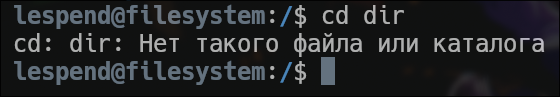 lespend@filesystem:/$ cd dir
cd: dir: Нет такого файла или каталога
lespend@filesystem:/$